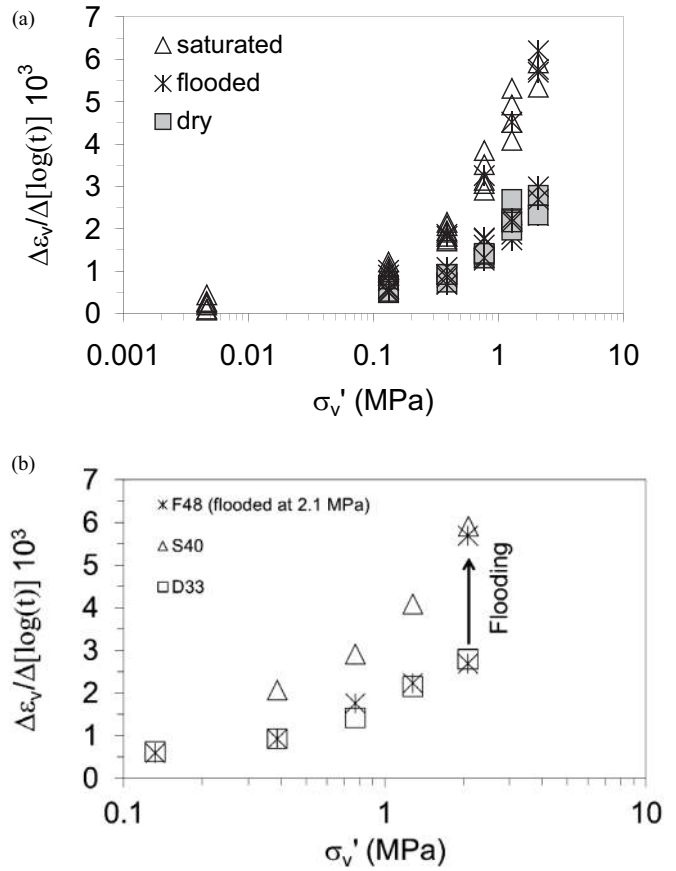 (a)
Δεᵥ/Δ[log(t)] 10³
7
6
5
4
3
2
1
0
saturated
flooded
dry
0.001 0.01 0.1 1 10
σᵥ' (MPa)
(b)
Δεᵥ/Δ[log(t)] 10³
7
6
5
4
3
2
1
0
F48 (flooded at 2.1 MPa)
S40
D33
Flooding
0.1 1 10
σᵥ' (MPa)